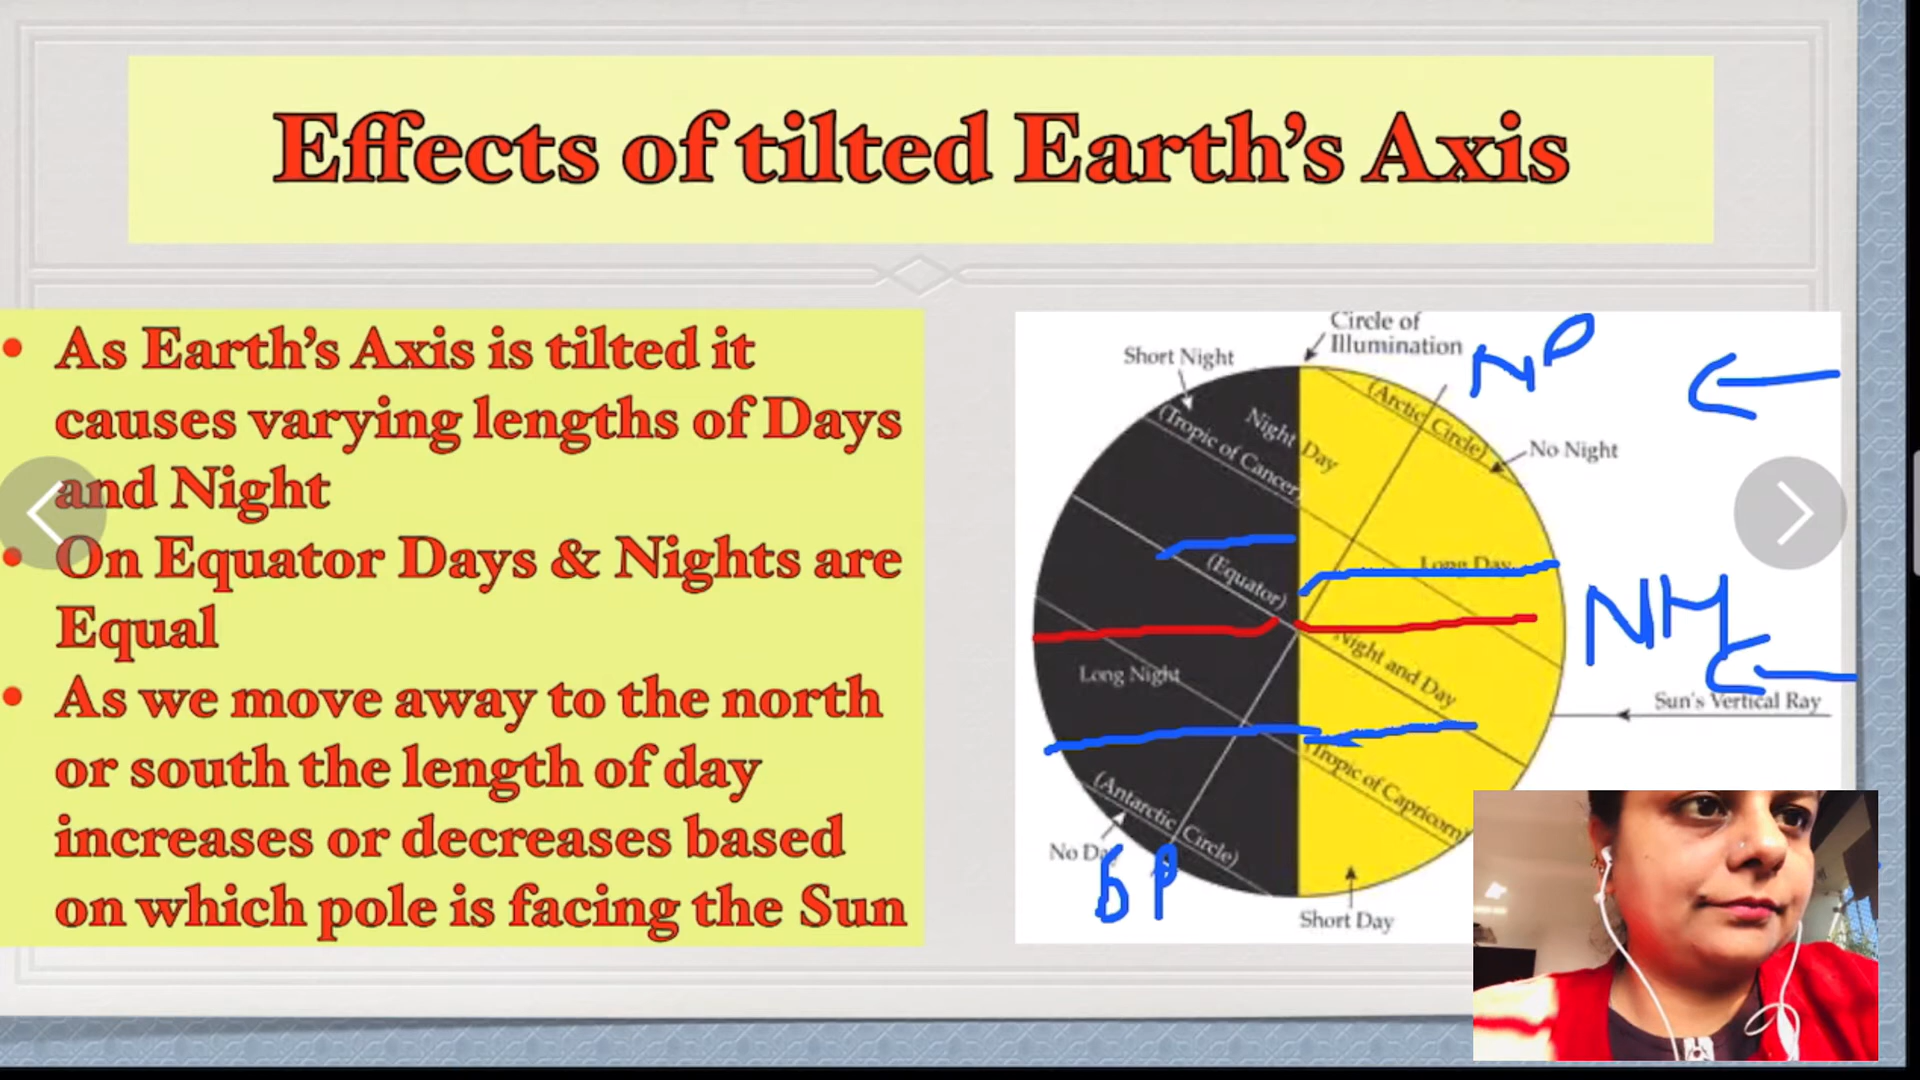 Effects of tilted Earth's Axis
• As Earth's Axis is tilted it
causes varying lengths of Days
and Night
• On Equator Days & Nights are
Equal
• As we move away to the north
or south the length of day
increases or decreases based
on which pole is facing the Sun
Circle of
Illumination
NP
Short Night
(Arctic Circle)
No Night
Night Day
(Tropic of Cancer)
Long Day
(Equator)
NH
Night and Day
Long Night
Sun's Vertical Ray
(Tropic of Capricorn)
(Antarctic Circle)
No Da
SP
Short Day